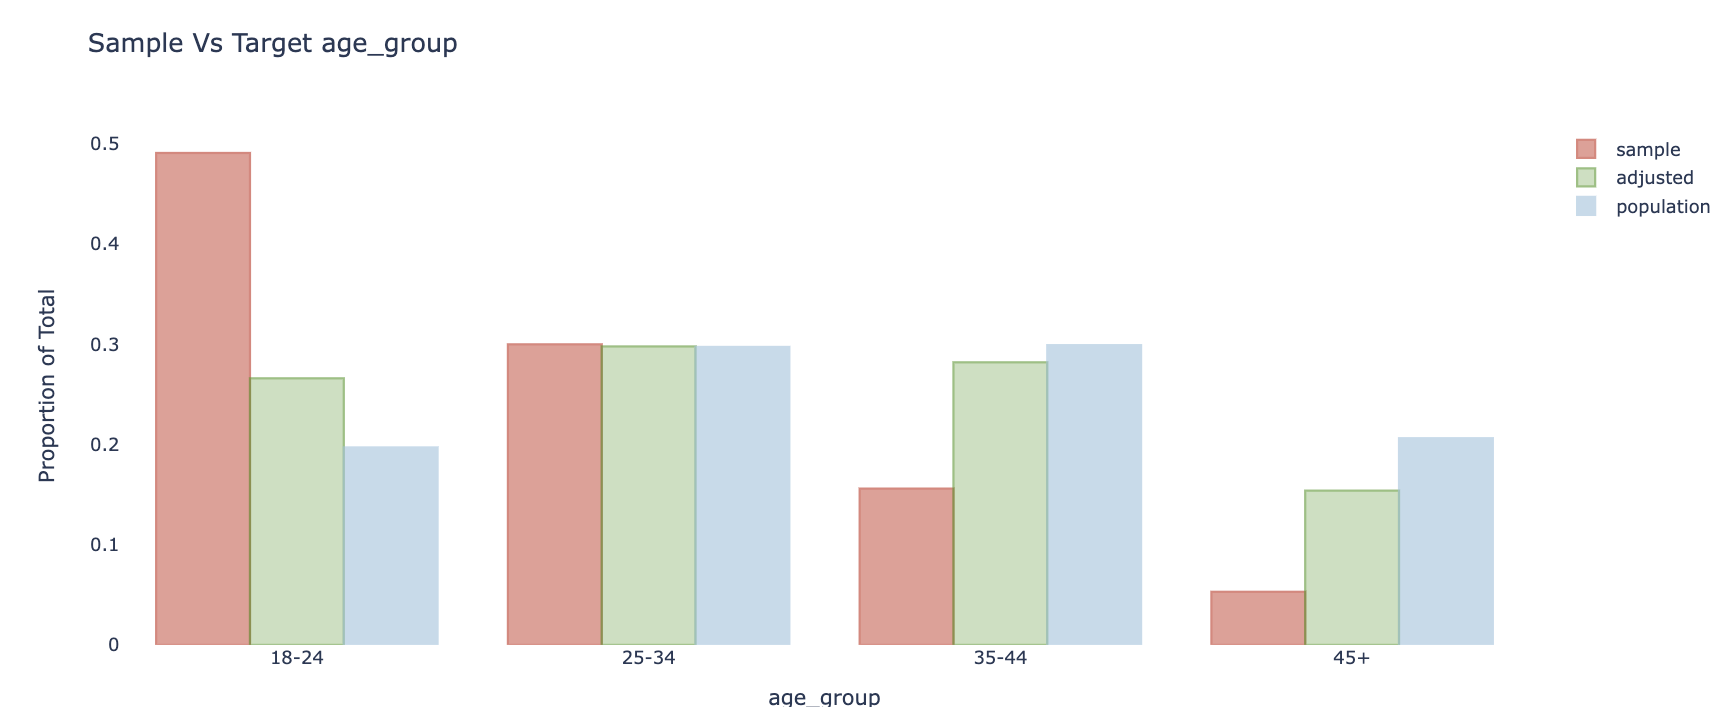 Sample Vs Target age_group
0.5
0.4
0.3
0.2
0.1
0
Proportion of Total
18-24 25-34 35-44 45+
age_group
sample
adjusted
population